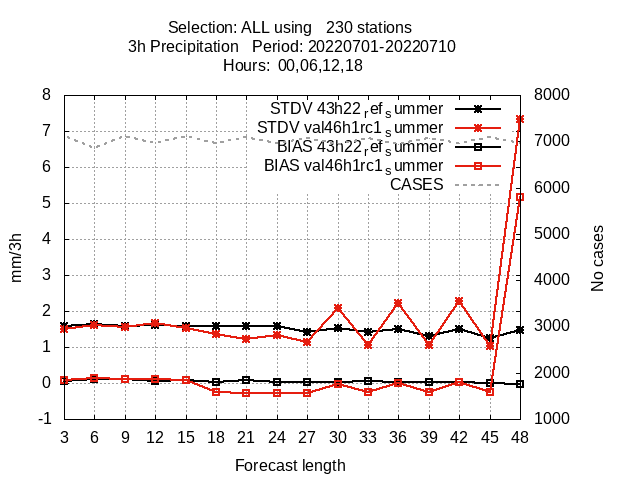 Selection: ALL using 230 stations
3h Precipitation Period: 20220701-20220710
Hours: 00,06,12,18
STDV 43h22_ref_summer
STDV val46h1rc1_summer
BIAS 43h22_ref_summer
BIAS val46h1rc1_summer
CASES
mm/3h
8
7
6
5
4
3
2
1
0
-1
No cases
8000
7000
6000
5000
4000
3000
2000
1000
3 6 9 12 15 18 21 24 27 30 33 36 39 42 45 48
Forecast length